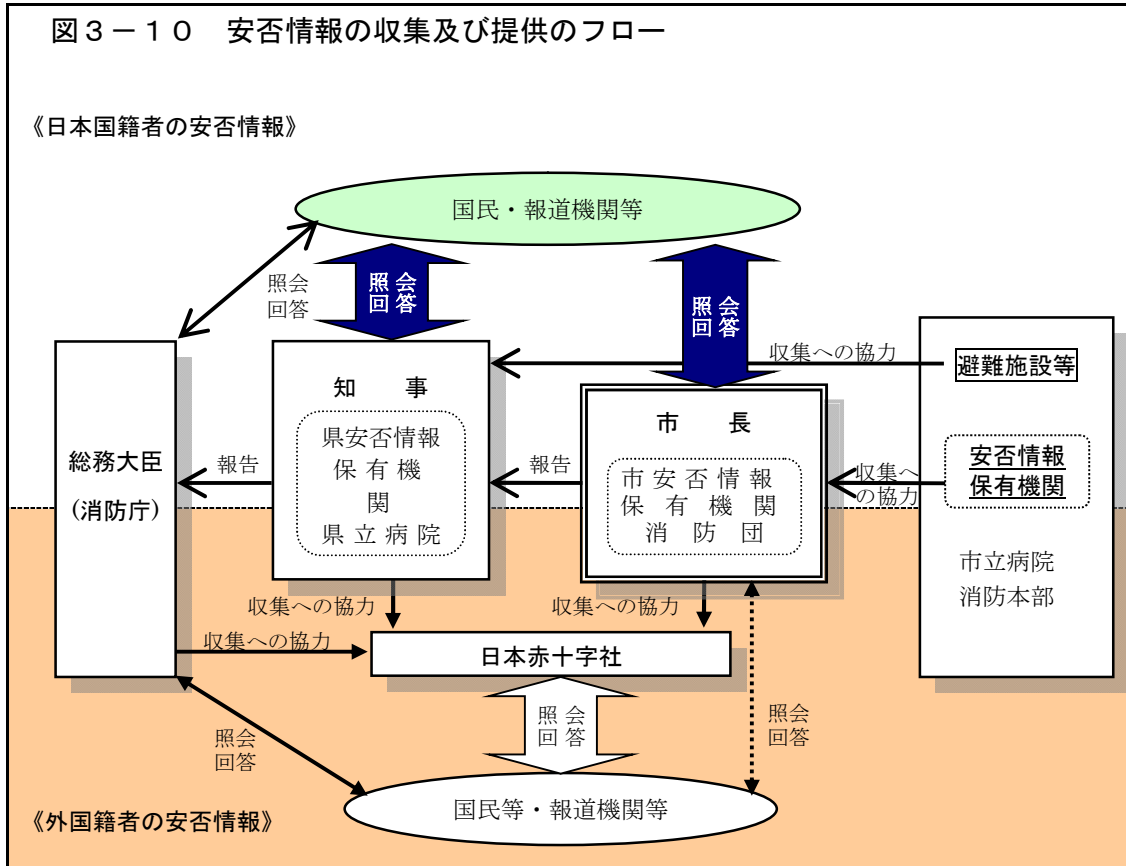 図３－１０　安否情報の収集及び提供のフロー
《日本国籍者の安否情報》
国民・報道機関等
照会
回答
照会
回答
照会
回答
収集への協力
避難施設等
知　事
県安否情報
保有機
関
県立病院
市　長
市安否情報
保有機関
消防団
総務大臣
(消防庁)
報告
報告
収集へ
の協力
安否情報
保有機関
市立病院
消防本部
収集への協力
収集への協力
収集への協力
日本赤十字社
照会
回答
照会
回答
照会
回答
国民等・報道機関等
《外国籍者の安否情報》